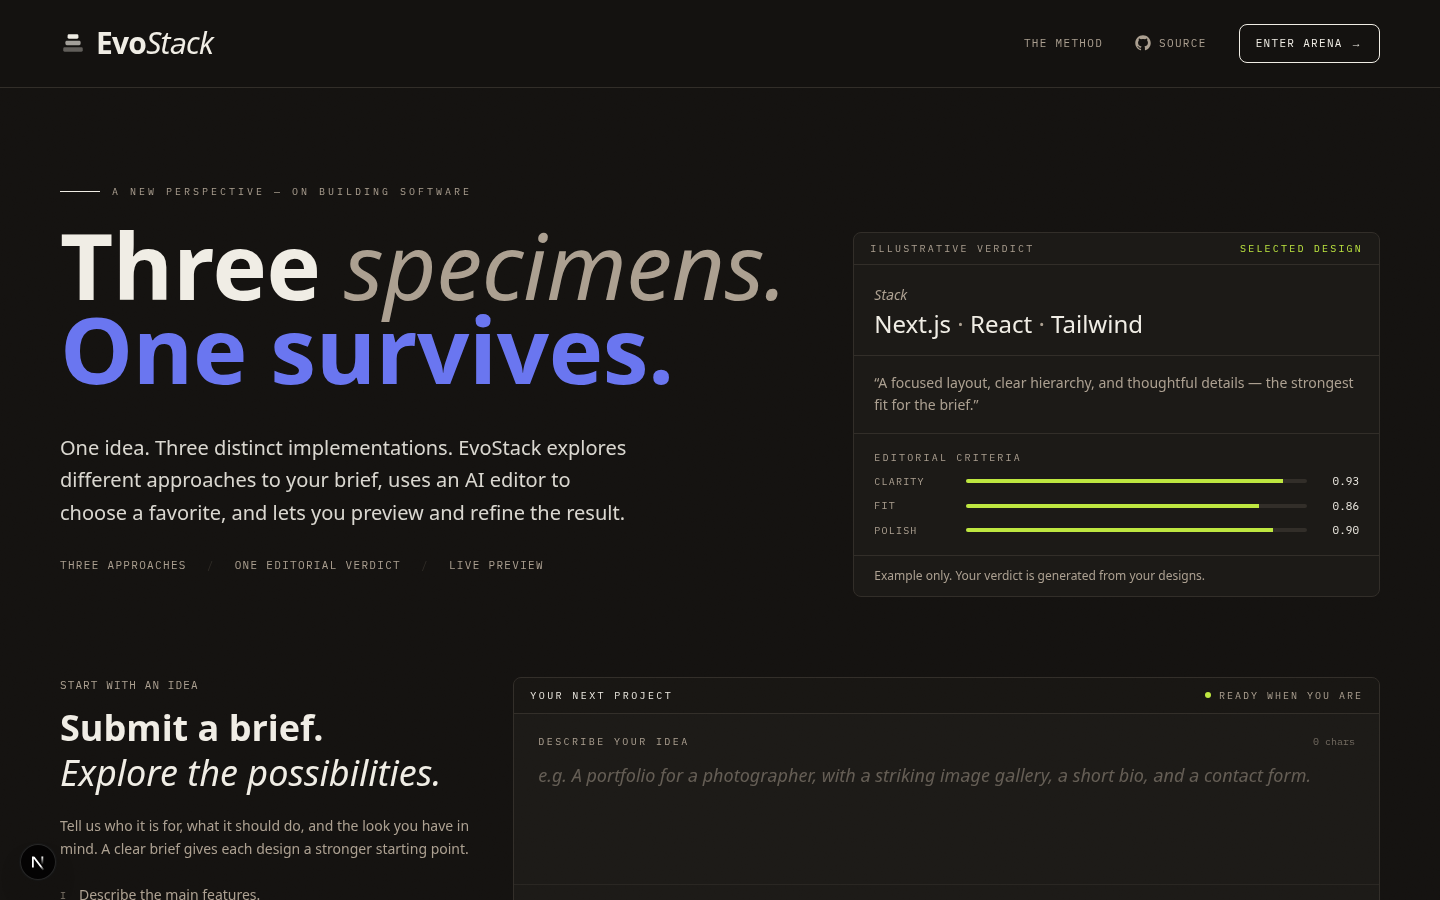 EvoStack
THE METHOD
SOURCE
ENTER ARENA →
A NEW PERSPECTIVE — ON BUILDING SOFTWARE
Three specimens.
One survives.
One idea. Three distinct implementations. EvoStack explores
different approaches to your brief, uses an AI editor to
choose a favorite, and lets you preview and refine the result.
THREE APPROACHES / ONE EDITORIAL VERDICT / LIVE PREVIEW
ILLUSTRATIVE VERDICT
SELECTED DESIGN
Stack
Next.js · React · Tailwind
“A focused layout, clear hierarchy, and thoughtful details — the strongest
fit for the brief.”
EDITORIAL CRITERIA
CLARITY 0.93
FIT 0.86
POLISH 0.90
Example only. Your verdict is generated from your designs.
START WITH AN IDEA
Submit a brief.
Explore the possibilities.
Tell us who it is for, what it should do, and the look you have in
mind. A clear brief gives each design a stronger starting point.
I Describe the main features.
YOUR NEXT PROJECT
READY WHEN YOU ARE
DESCRIBE YOUR IDEA
0 chars
e.g. A portfolio for a photographer, with a striking image gallery, a short bio, and a contact form.
N